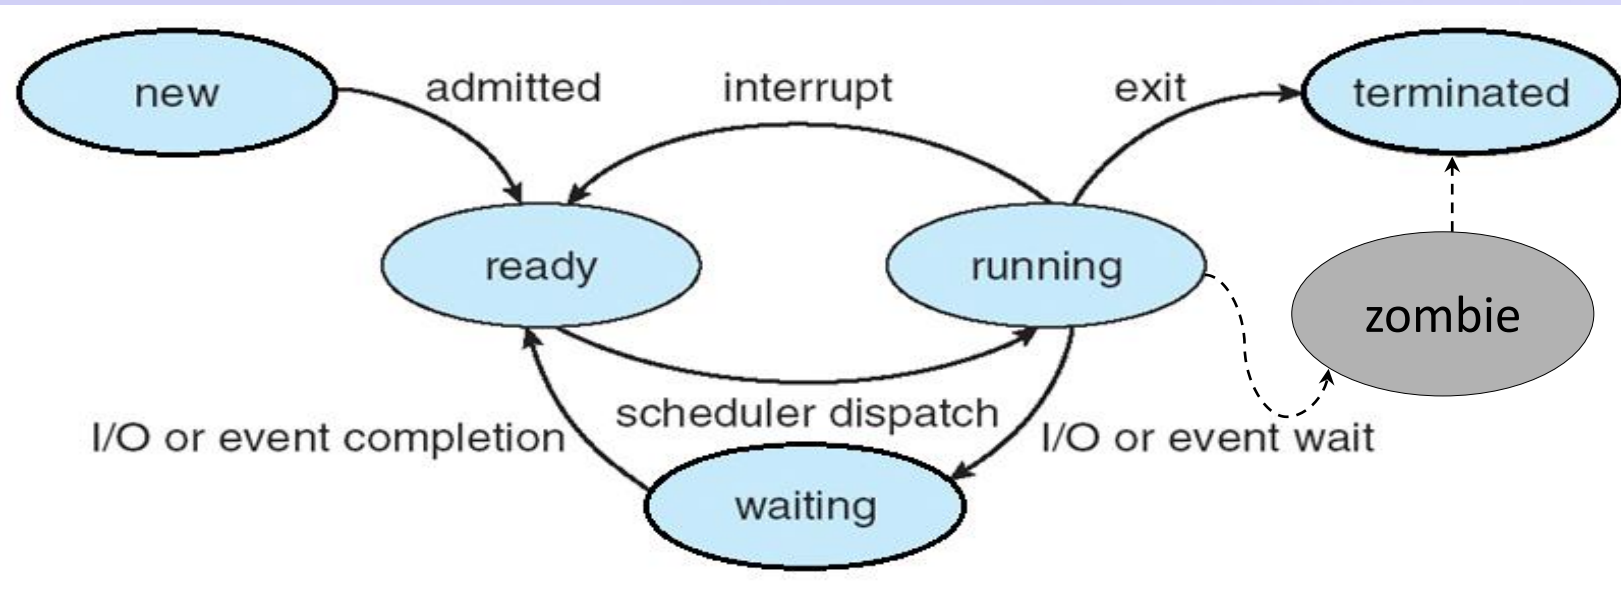 new
admitted
interrupt
exit
terminated
ready
running
zombie
scheduler dispatch
I/O or event completion
I/O or event wait
waiting